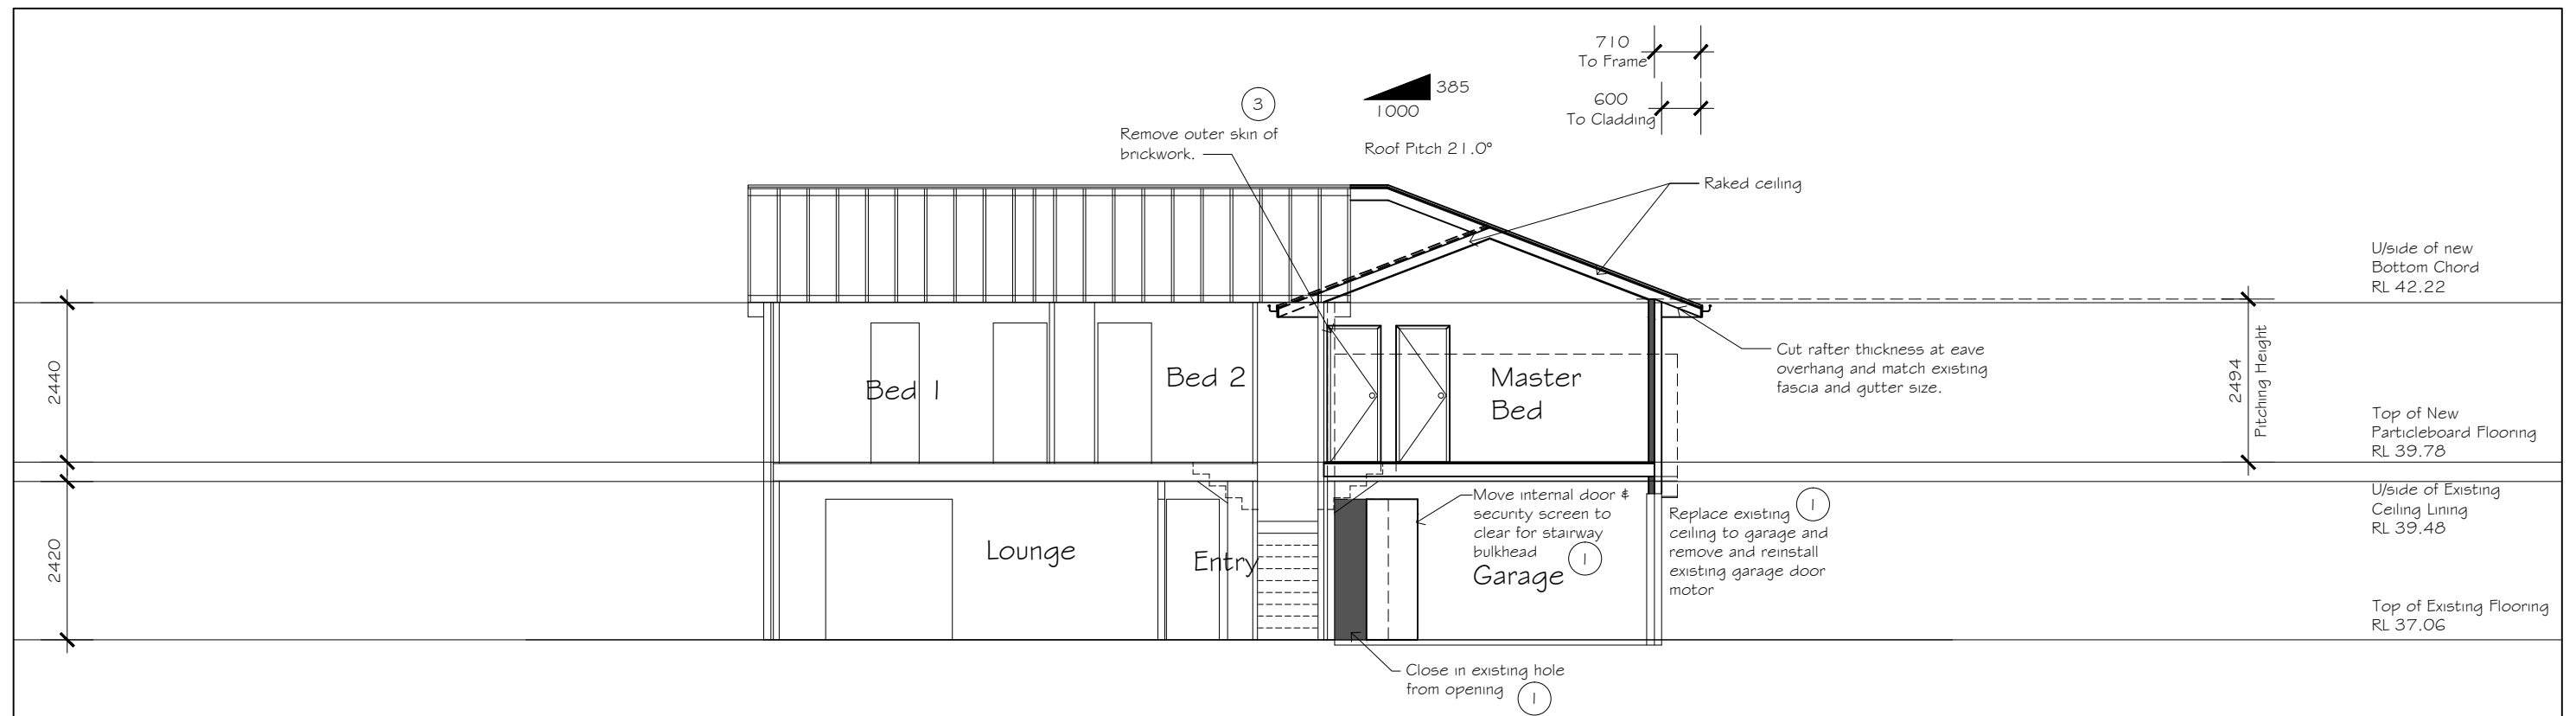 710
To Frame
385
1000
600
To Cladding
3
Remove outer skin of
brickwork.
Roof Pitch 21.0°
Raked ceiling
U/side of new
Bottom Chord
RL 42.22
2440
Bed 1
Bed 2
Master
Bed
Cut rafter thickness at eave
overhang and match existing
fascia and gutter size.
2494
Pitching Height
Top of New
Particleboard Flooring
RL 39.78
U/side of Existing
Ceiling Lining
RL 39.48
2420
Lounge
Entry
Move internal door &
security screen to
clear for stairway
bulkhead
1
Garage
Replace existing
1
ceiling to garage and
remove and reinstall
existing garage door
motor
Top of Existing Flooring
RL 37.06
Close in existing hole
from opening
1